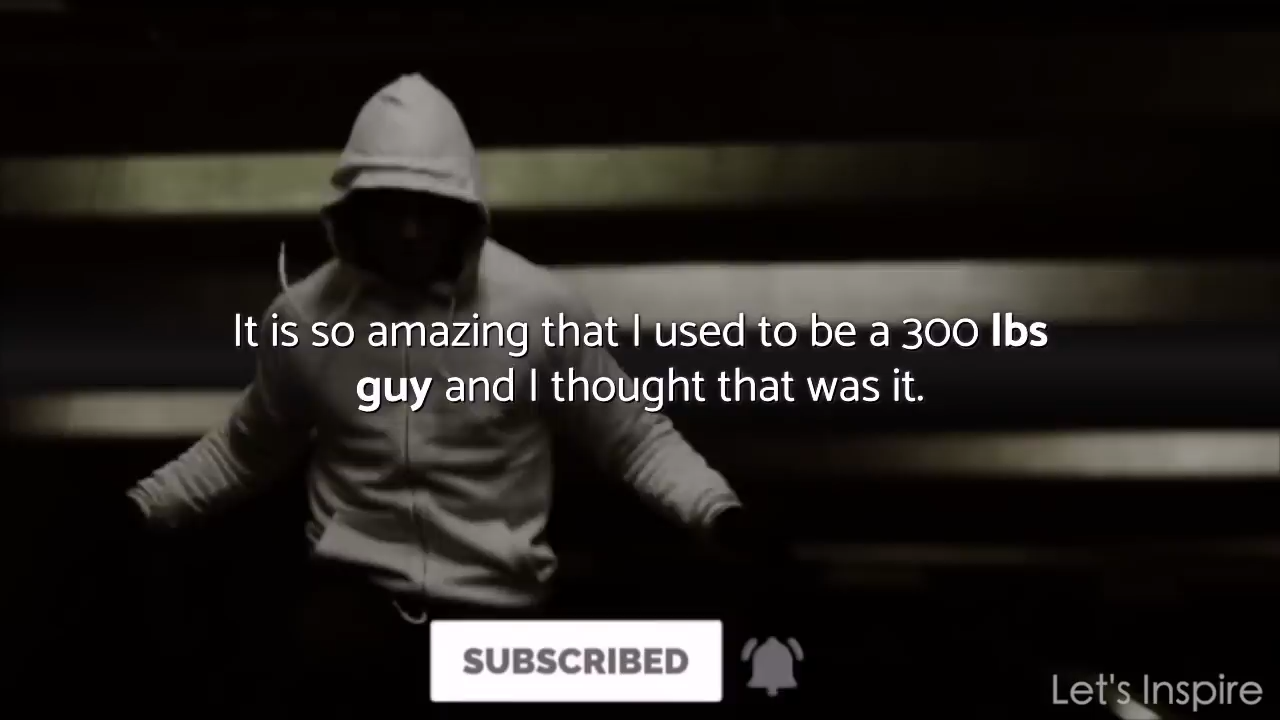 It is so amazing that I used to be a 300 lbs
guy and I thought that was it.
SUBSCRIBED
Let's Inspire